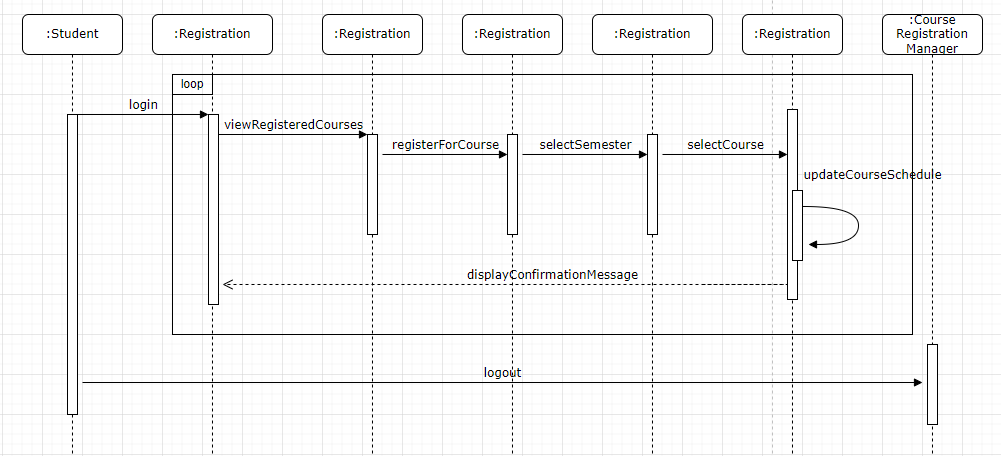 :Student
:Registration
:Registration
:Registration
:Registration
:Registration
:Course
Registration
Manager
loop
login
viewRegisteredCourses
registerForCourse
selectSemester
selectCourse
updateCourseSchedule
displayConfirmationMessage
logout